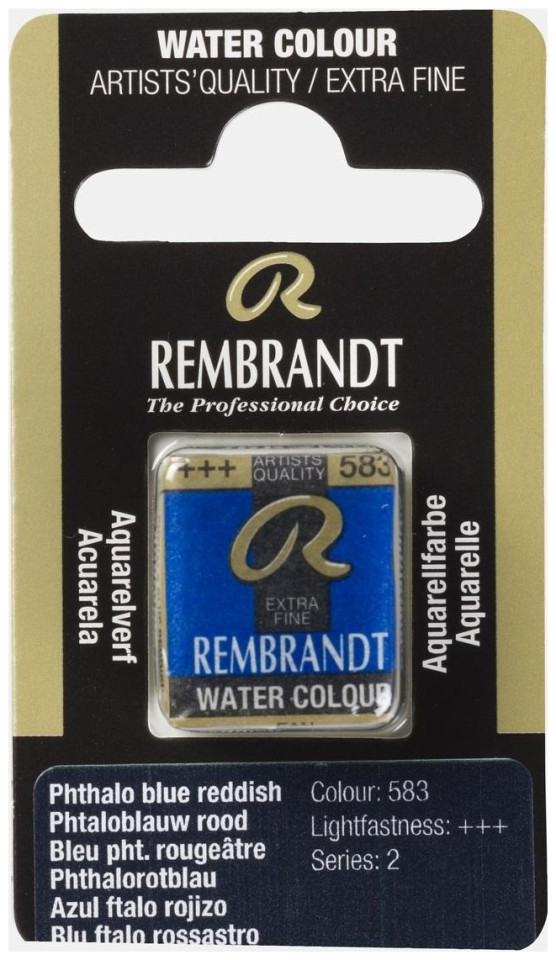 WATER COLOUR
ARTISTS'QUALITY / EXTRA FINE
R
REMBRANDT
The Professional Choice
+++ ARTISTS QUALITY 583
R
EXTRA
FINE
REMBRANDT
WATER COLOUR
Aquarelverf
Acuarela
Aquarellfarbe
Aquarelle
Phthalo blue reddish
Phtaloblauw rood
Bleu pht. rougeâtre
Phthalorotblau
Azul ftalo rojizo
Blu ftalo rossastro
Colour: 583
Lightfastness: +++
Series: 2